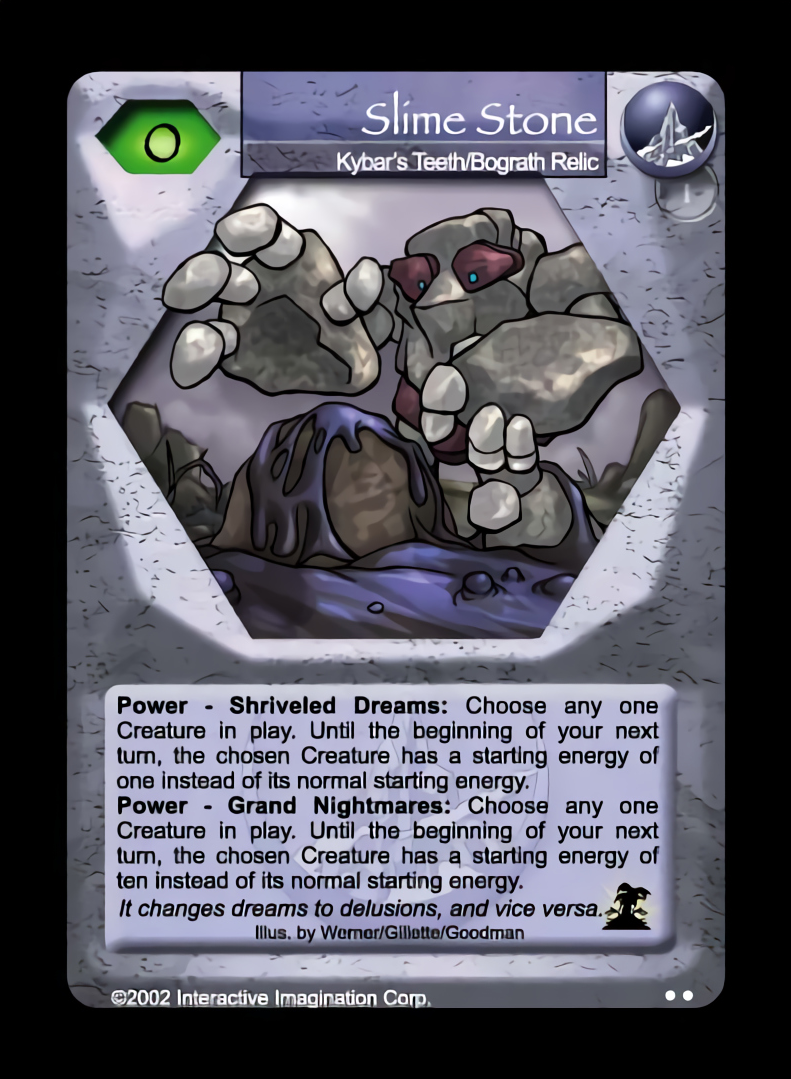 0
Slime Stone
Kybar's Teeth/Bograth Relic
Power - Shriveled Dreams: Choose any one
Creature in play. Until the beginning of your next
turn, the chosen Creature has a starting energy of
one instead of its normal starting energy.
Power - Grand Nightmares: Choose any one
Creature in play. Until the beginning of your next
turn, the chosen Creature has a starting energy of
ten instead of its normal starting energy.
It changes dreams to delusions, and vice versa.
Illus. by Werner/Gillette/Goodman
©2002 Interactive Imagination Corp.